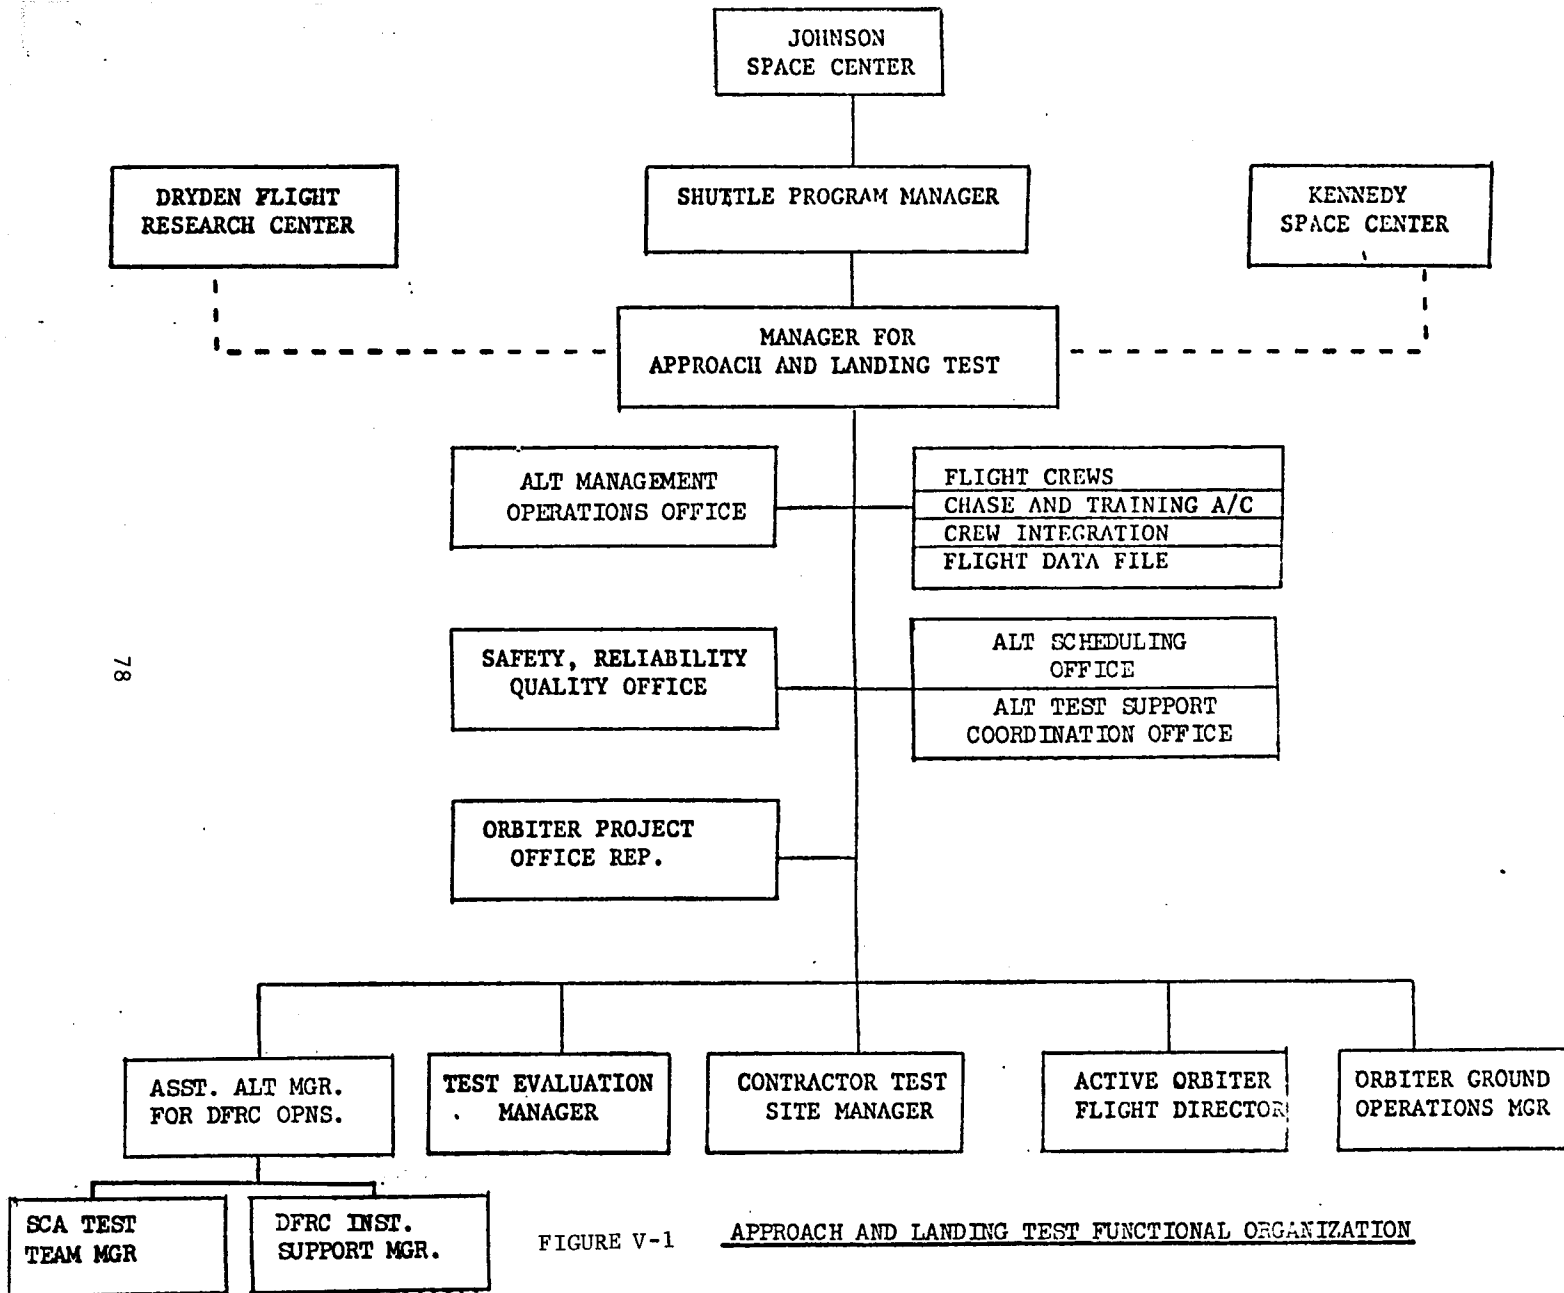 JOHNSON
SPACE CENTER
DRYDEN FLIGHT
RESEARCH CENTER
SHUTTLE PROGRAM MANAGER
KENNEDY
SPACE CENTER
MANAGER FOR
APPROACH AND LANDING TEST
ALT MANAGEMENT
OPERATIONS OFFICE
FLIGHT CREWS
CHASE AND TRAINING A/C
CREW INTEGRATION
FLIGHT DATA FILE
SAFETY, RELIABILITY
QUALITY OFFICE
ALT SCHEDULING
OFFICE
ALT TEST SUPPORT
COORDINATION OFFICE
78
ORBITER PROJECT
OFFICE REP.
ASST. ALT MGR.
FOR DFRC OPNS.
TEST EVALUATION
MANAGER
CONTRACTOR TEST
SITE MANAGER
ACTIVE ORBITER
FLIGHT DIRECTOR
ORBITER GROUND
OPERATIONS MGR
SCA TEST
TEAM MGR
DFRC INST.
SUPPORT MGR.
FIGURE V-1 APPROACH AND LANDING TEST FUNCTIONAL ORGANIZATION